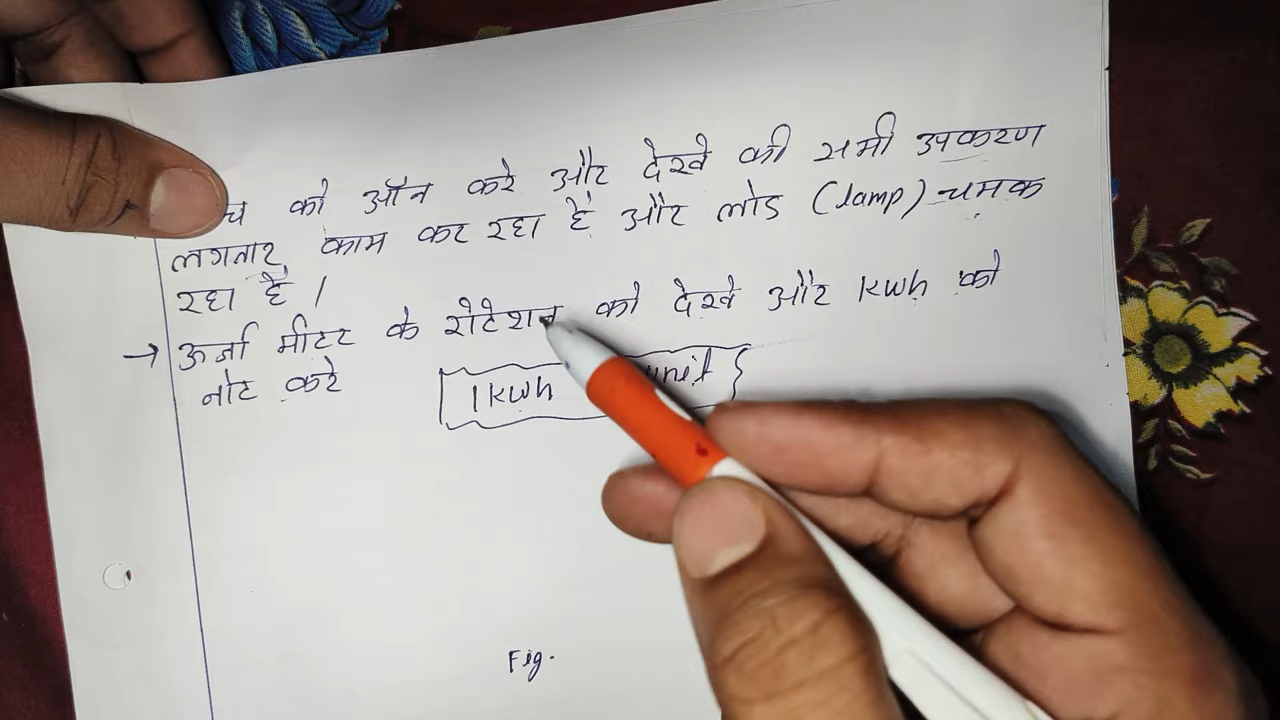 को ऑन करे और देखे की सभी उपकरण
लगतार काम कर रहा है और लोड (lamp) चमक
रहा है |
→ ऊर्जा मीटर के रोटेशन को देखे और kwh को
नोट करे
1kwh unit
Fig.